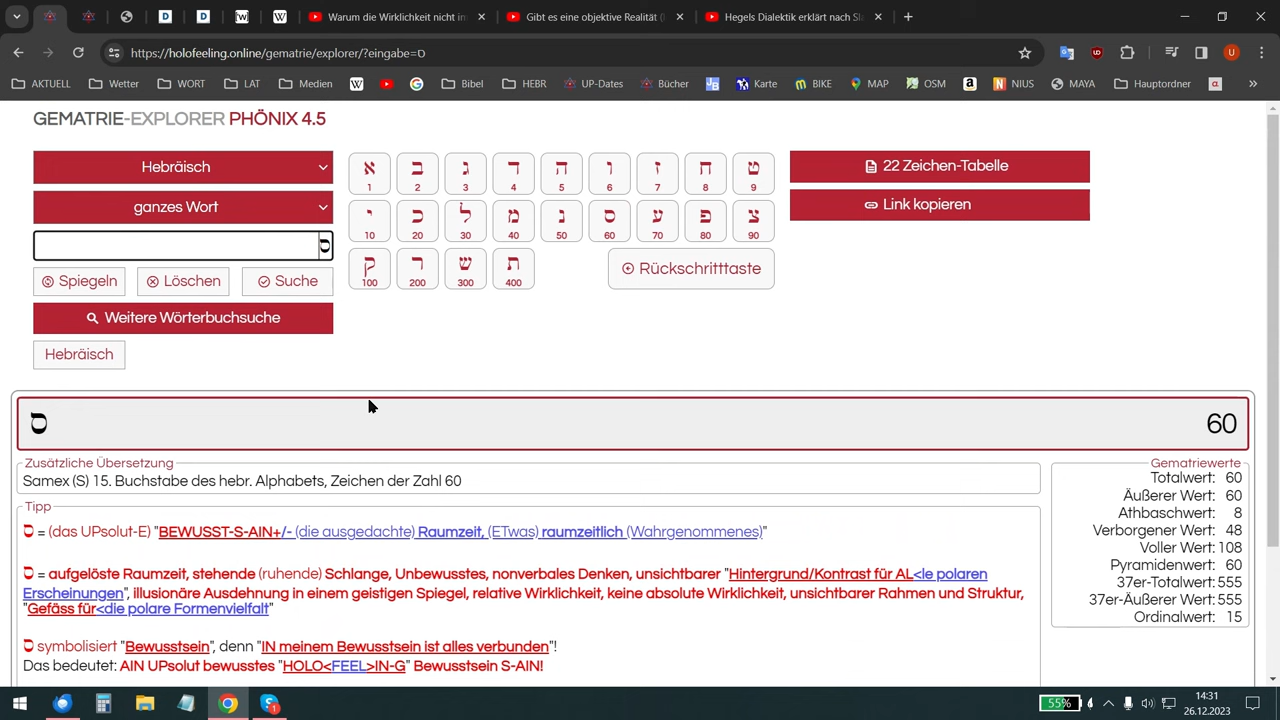 Warum die Wirklichkeit nicht in
Gibt es eine objektive Realität (
Hegels Dialektik erklärt nach Sl
https://holofeeling.online/gematrie/explorer/?eingabe=ס
AKTUELL
Wetter
WORT
LAT
Medien
Bibel
HEBR
UP-Dates
Bücher
Karte
BIKE
MAP
OSM
NIUS
MAYA
Hauptordner
GEMATRIE-EXPLORER PHÖNIX 4.5
Hebräisch
ganzes Wort
ס
Spiegeln
Löschen
Suche
Weitere Wörterbuchsuche
Hebräisch
א ב ג ד ה ו ז ח ט
1 2 3 4 5 6 7 8 9
י כ ל מ נ ס ע פ צ
10 20 30 40 50 60 70 80 90
ק ר ש ת
100 200 300 400
Rückschritttaste
22 Zeichen-Tabelle
Link kopieren
ס 60
Zusätzliche Übersetzung
Samex (S) 15. Buchstabe des hebr. Alphabets, Zeichen der Zahl 60
Tipp
ס = (das UPsolut-E) "BEWUSST-S-AIN+/- (die ausgedachte) Raumzeit, (ETwas) raumzeitlich (Wahrgenommenes)"
ס = aufgelöste Raumzeit, stehende (ruhende) Schlange, Unbewusstes, nonverbales Denken, unsichtbarer "Hintergrund/Kontrast für AL<le polaren
Erscheinungen", illusionäre Ausdehnung in einem geistigen Spiegel, relative Wirklichkeit, keine absolute Wirklichkeit, unsichtbarer Rahmen und Struktur,
"Gefäss für<die polare Formenvielfalt"
ס symbolisiert "Bewusstsein", denn "IN meinem Bewusstsein ist alles verbunden"!
Das bedeutet: AIN UPsolut bewusstes "HOLO<FEEL>IN-G" Bewusstsein S-AIN!
Gematriewerte
Totalwert: 60
Äußerer Wert: 60
Athbaschwert: 8
Verborgener Wert: 48
Voller Wert: 108
Pyramidenwert: 60
37er-Totalwert: 555
37er-Äußerer Wert: 555
Ordinalwert: 15
55%
14:31
26.12.2023